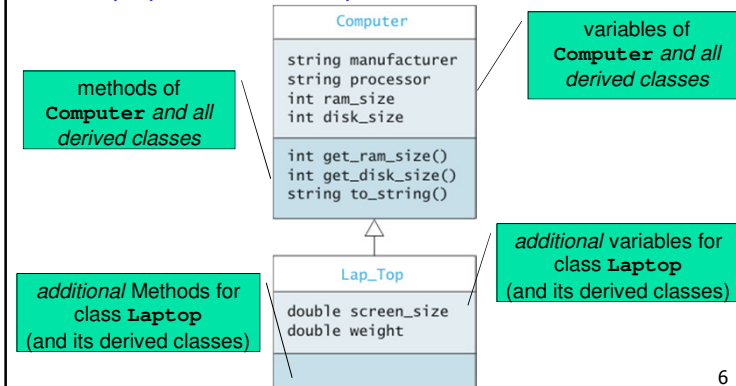 Computer
string manufacturer
string processor
int ram_size
int disk_size
int get_ram_size()
int get_disk_size()
string to_string()
variables of
Computer and all
derived classes
methods of
Computer and all
derived classes
Lap_Top
double screen_size
double weight
additional variables for
class Laptop
(and its derived classes)
additional Methods for
class Laptop
(and its derived classes)
6